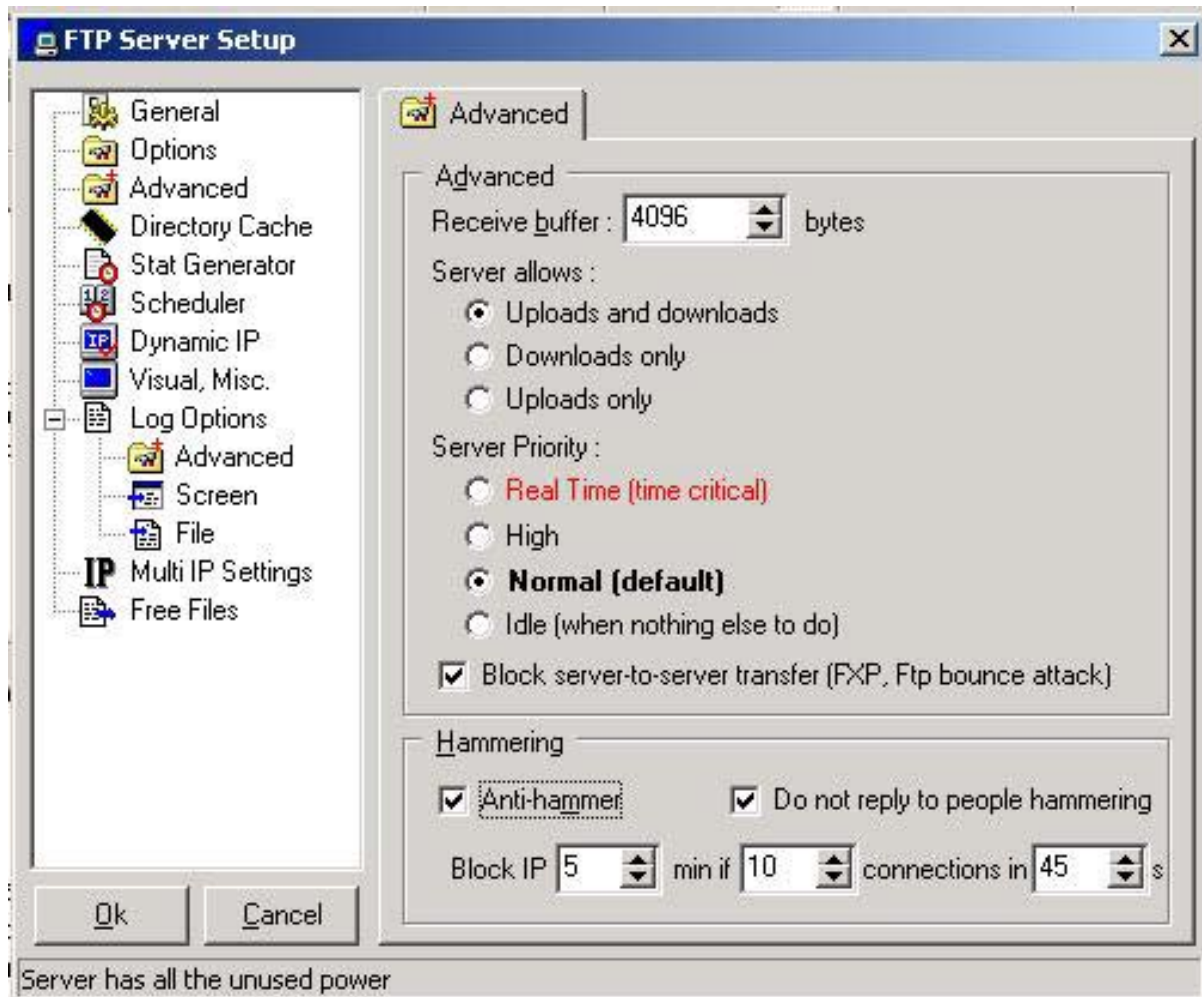 FTP Server Setup
General
Options
Advanced
Directory Cache
Stat Generator
Scheduler
Dynamic IP
Visual, Misc.
Log Options
Advanced
Screen
File
Multi IP Settings
Free Files
Ok Cancel
Advanced
Advanced
Receive buffer : 4096 bytes
Server allows :
Uploads and downloads
Downloads only
Uploads only
Server Priority :
Real Time (time critical)
High
Normal (default)
Idle (when nothing else to do)
Block server-to-server transfer (FXP, Ftp bounce attack)
Hammering
Anti-hammer Do not reply to people hammering
Block IP 5 min if 10 connections in 45 s
Server has all the unused power